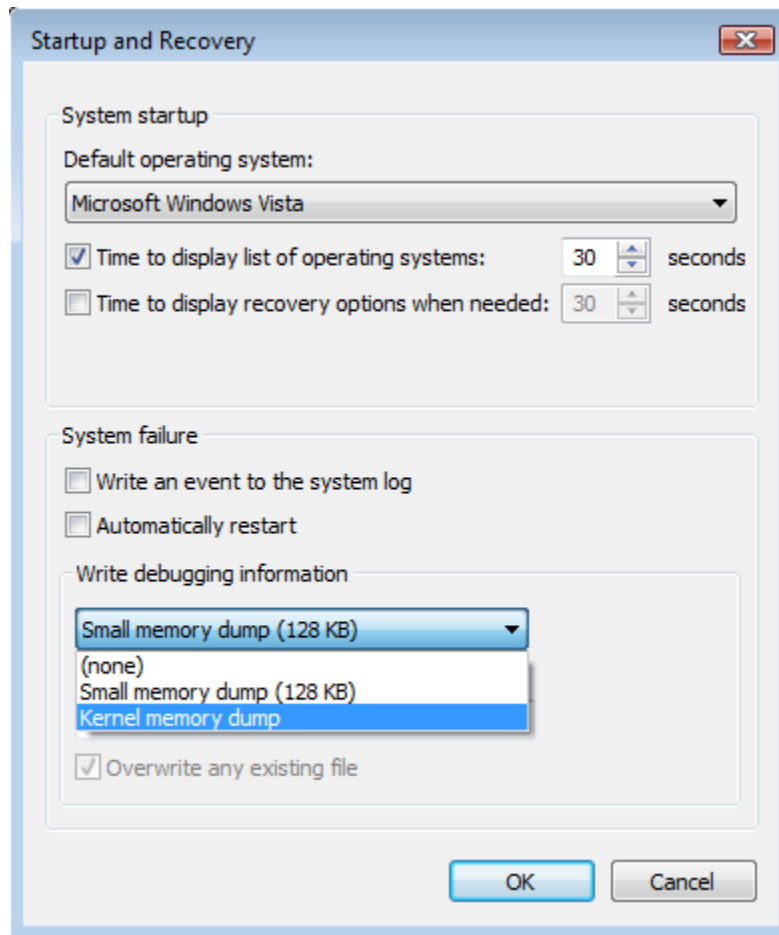 Startup and Recovery
System startup
Default operating system:
Microsoft Windows Vista
Time to display list of operating systems: 30 seconds
Time to display recovery options when needed: 30 seconds
System failure
Write an event to the system log
Automatically restart
Write debugging information
Small memory dump (128 KB)
(none)
Small memory dump (128 KB)
Kernel memory dump
Overwrite any existing file
OK Cancel